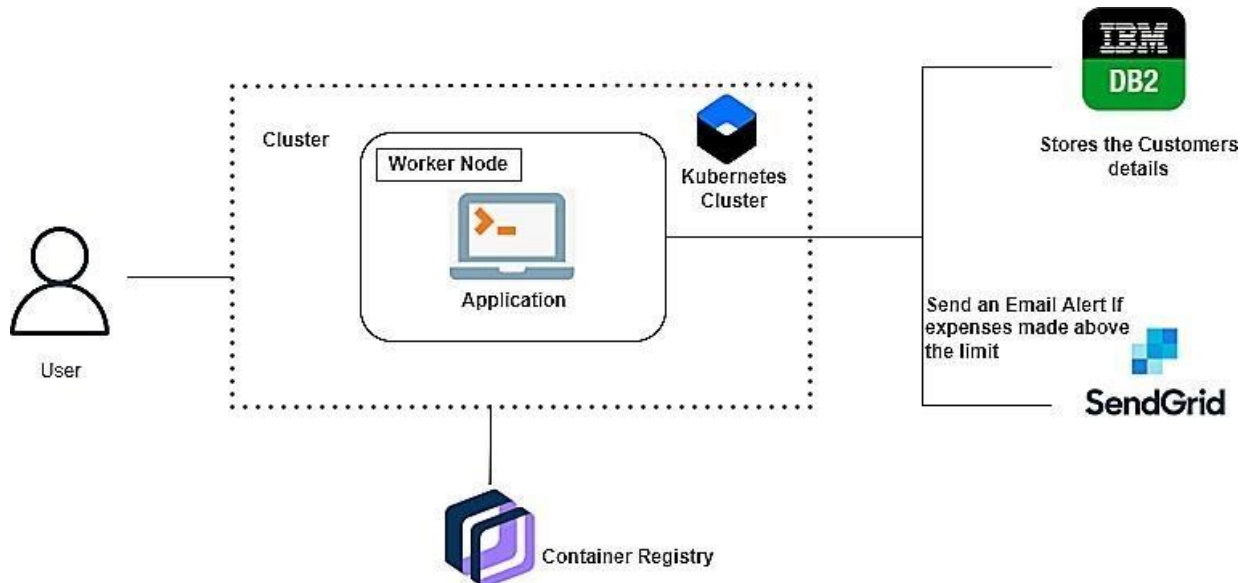 IBM
DB2
Stores the Customers
details
Cluster
Worker Node
Kubernetes
Cluster
Application
User
Send an Email Alert If
expenses made above
the limit
SendGrid
Container Registry